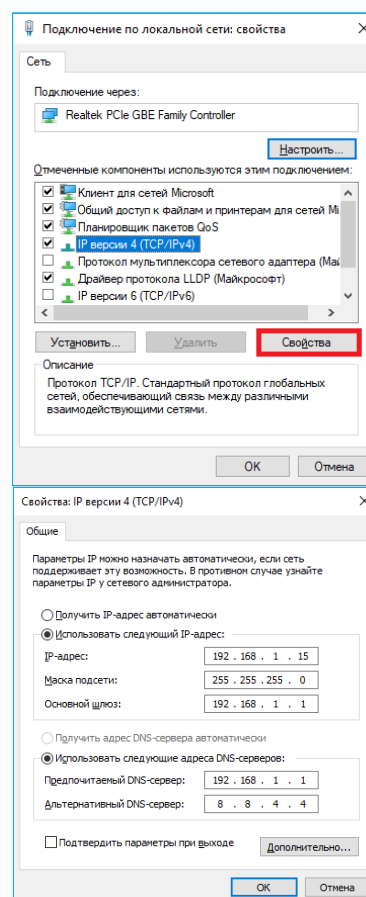 Подключение по локальной сети: свойства
Сеть
Подключение через:
Realtek PCIe GBE Family Controller
Настроить...
Отмеченные компоненты используются этим подключением:
Клиент для сетей Microsoft
Общий доступ к файлам и принтерам для сетей Mi
Планировщик пакетов QoS
IP версии 4 (TCP/IPv4)
Протокол мультиплексора сетевого адаптера (Май
Драйвер протокола LLDP (Майкрософт)
IP версии 6 (TCP/IPv6)
Установить...
Удалить
Свойства
Описание
Протокол TCP/IP. Стандартный протокол глобальных
сетей, обеспечивающий связь между различными
взаимодействующими сетями.
ОК
Отмена
Свойства: IP версии 4 (TCP/IPv4)
Общие
Параметры IP можно назначать автоматически, если сеть
поддерживает эту возможность. В противном случае узнайте
параметры IP у сетевого администратора.
Получить IP-адрес автоматически
Использовать следующий IP-адрес:
IP-адрес: 192 . 168 . 1 . 15
Маска подсети: 255 . 255 . 255 . 0
Основной шлюз: 192 . 168 . 1 . 1
Получить адрес DNS-сервера автоматически
Использовать следующие адреса DNS-серверов:
Предпочитаемый DNS-сервер: 192 . 168 . 1 . 1
Альтернативный DNS-сервер: 8 . 8 . 4 . 4
Подтвердить параметры при выходе
Дополнительно...
ОК
Отмена